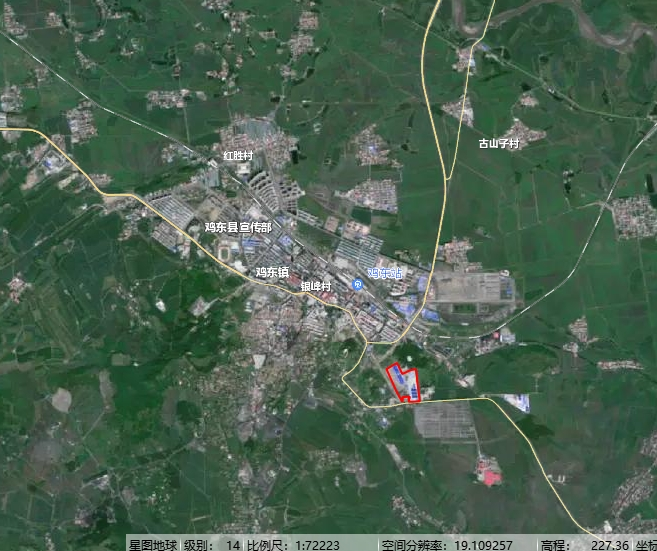 古山子村
红胜村
鸡东县宣传部
鸡东镇
鸡东站
银峰村
星图地球 级别： 14 比例尺：1:72223 空间分辨率：19.109257 高程： 227.36 坐标